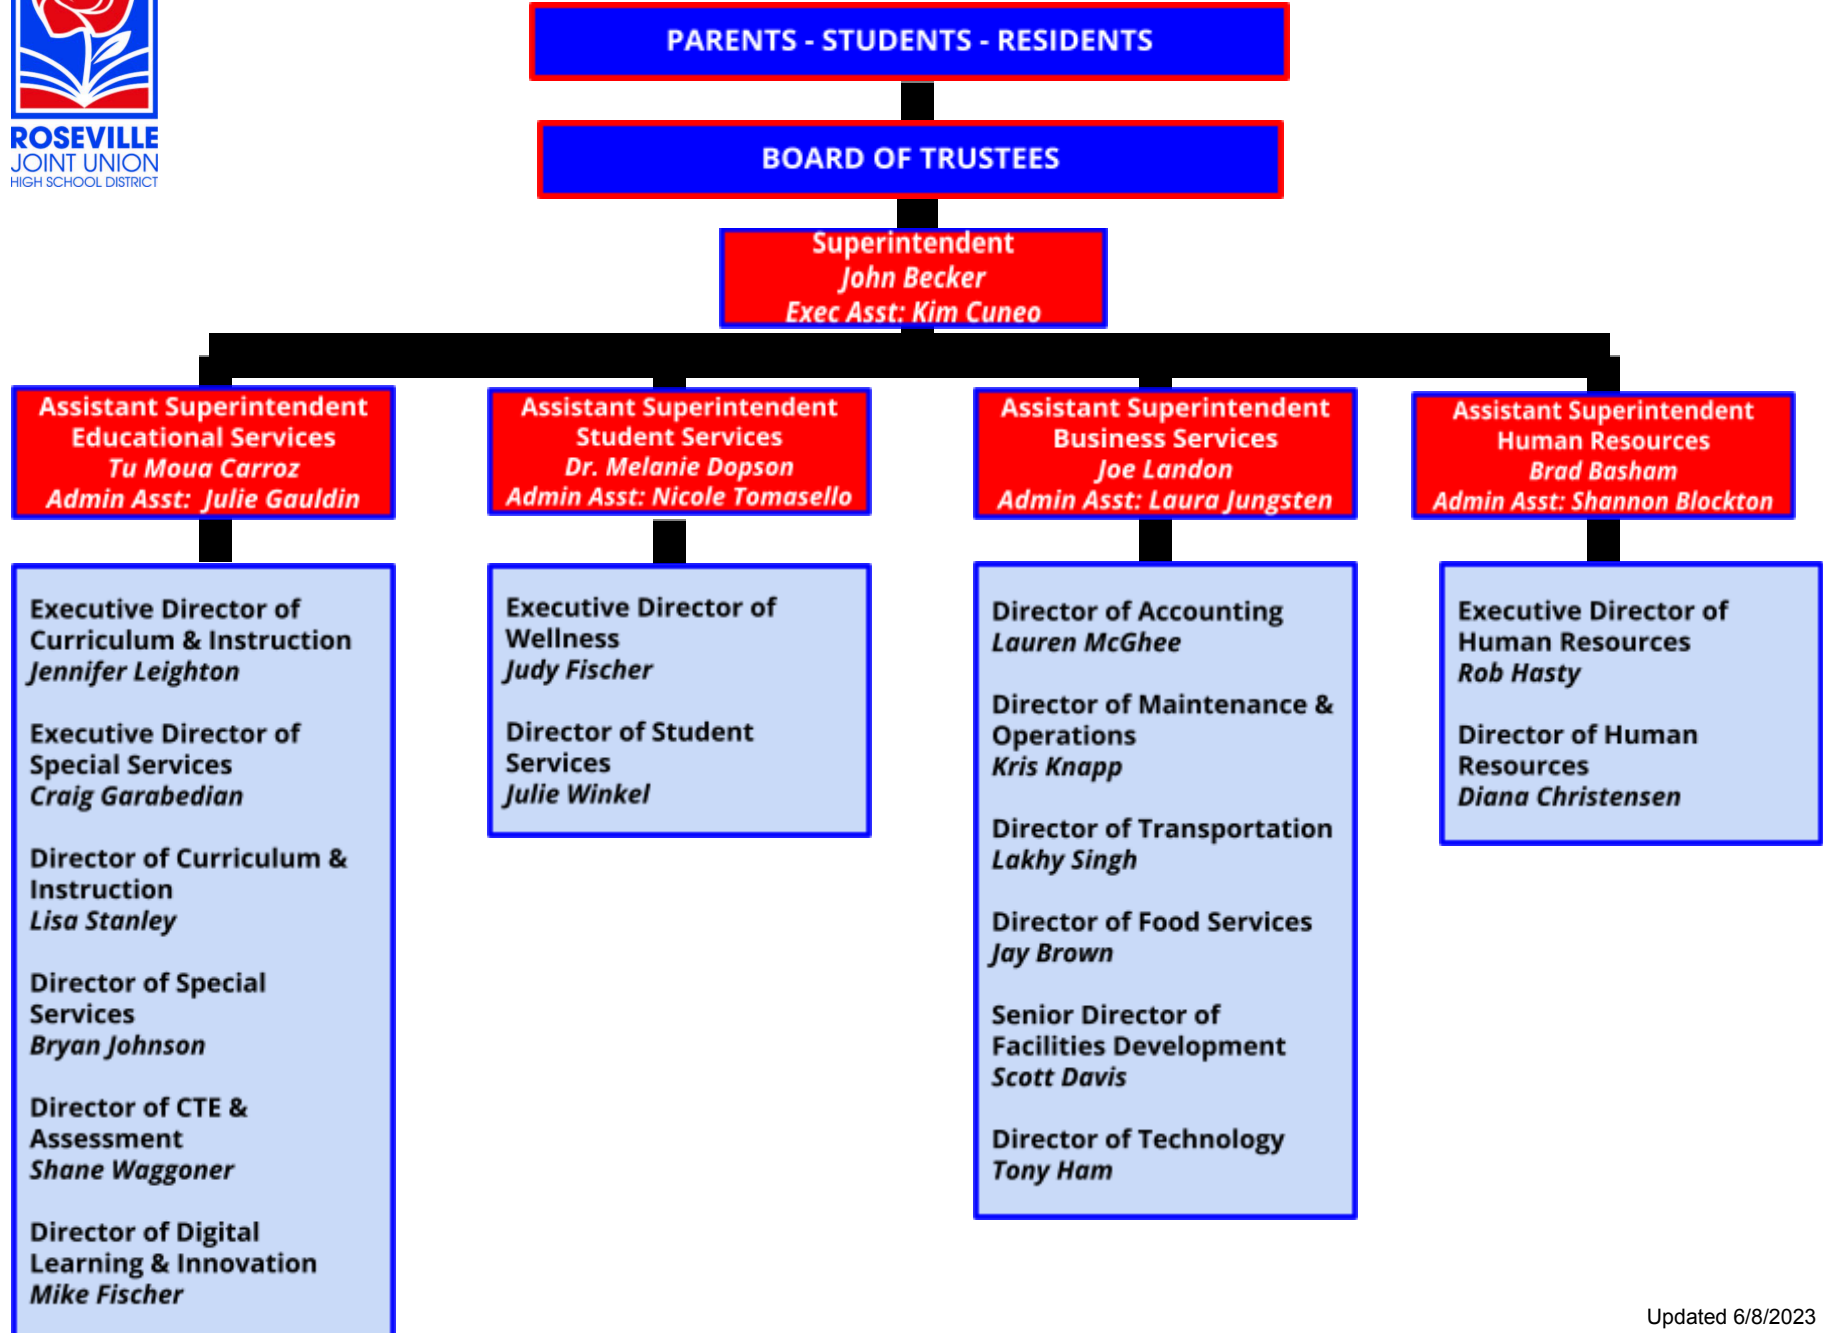 ROSEVILLE
JOINT UNION
HIGH SCHOOL DISTRICT
PARENTS - STUDENTS - RESIDENTS
BOARD OF TRUSTEES
Superintendent
John Becker
Exec Asst: Kim Cuneo
Assistant Superintendent
Educational Services
Tu Moua Carroz
Admin Asst: Julie Gauldin
Executive Director of
Curriculum & Instruction
Jennifer Leighton
Executive Director of
Special Services
Craig Garabedian
Director of Curriculum &
Instruction
Lisa Stanley
Director of Special
Services
Bryan Johnson
Director of CTE &
Assessment
Shane Waggoner
Director of Digital
Learning & Innovation
Mike Fischer
Assistant Superintendent
Student Services
Dr. Melanie Dopson
Admin Asst: Nicole Tomasello
Executive Director of
Wellness
Judy Fischer
Director of Student
Services
Julie Winkel
Assistant Superintendent
Business Services
Joe Landon
Admin Asst: Laura Jungsten
Director of Accounting
Lauren McGhee
Director of Maintenance &
Operations
Kris Knapp
Director of Transportation
Lakhy Singh
Director of Food Services
Jay Brown
Senior Director of
Facilities Development
Scott Davis
Director of Technology
Tony Ham
Assistant Superintendent
Human Resources
Brad Basham
Admin Asst: Shannon Blockton
Executive Director of
Human Resources
Rob Hasty
Director of Human
Resources
Diana Christensen
Updated 6/8/2023